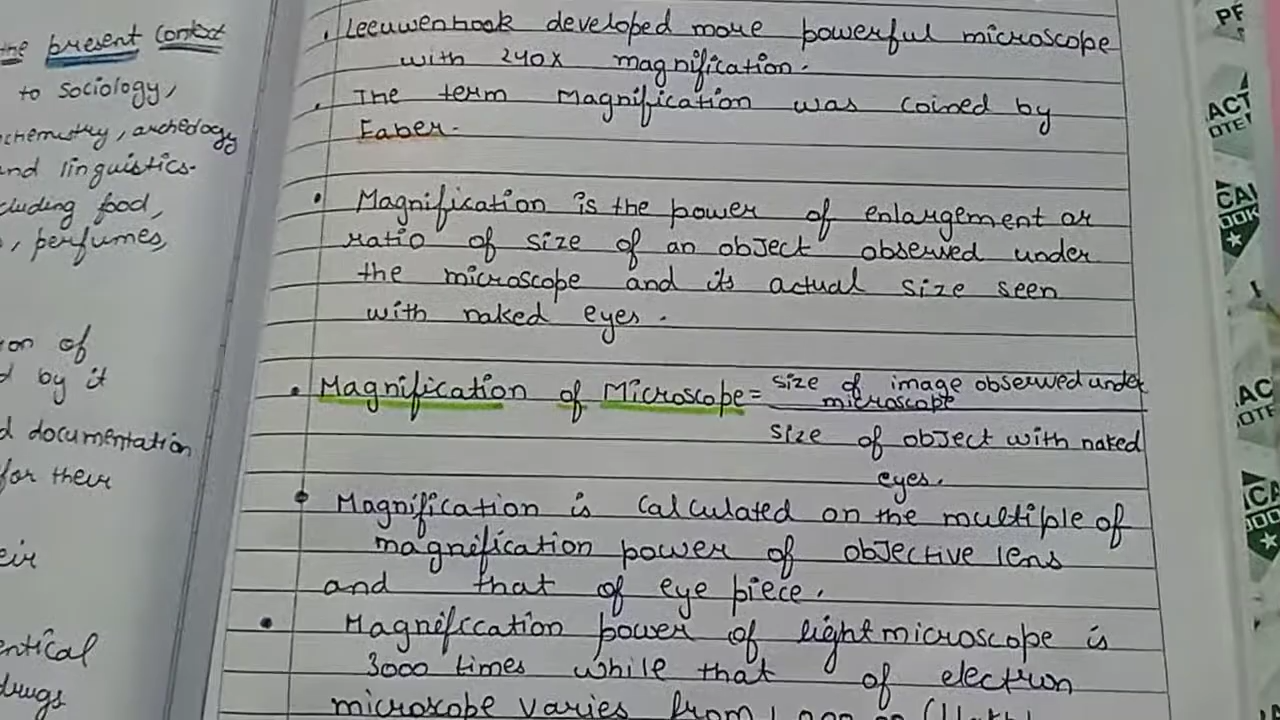 the present context
to sociology,
chemistry, archeology
and linguistics.
cluding food,
, perfumes,
on of
d by it
d documentation
for their
eir
entical
drugs
. Leeuwenhook developed more powerful microscope
with 240x magnification.
. The term Magnification was coined by
Faber.
• Magnification is the power of enlargement or
ratio of size of an object observed under
the microscope and its actual size seen
with naked eyes.
• Magnification of Microscope = size of image observed under
microscope
size of object with naked
eyes.
• Magnification is calculated on the multiple of
magnification power of objective lens
and that of eye piece.
• Magnification power of light microscope is
3000 times while that of electron
microscope varies from